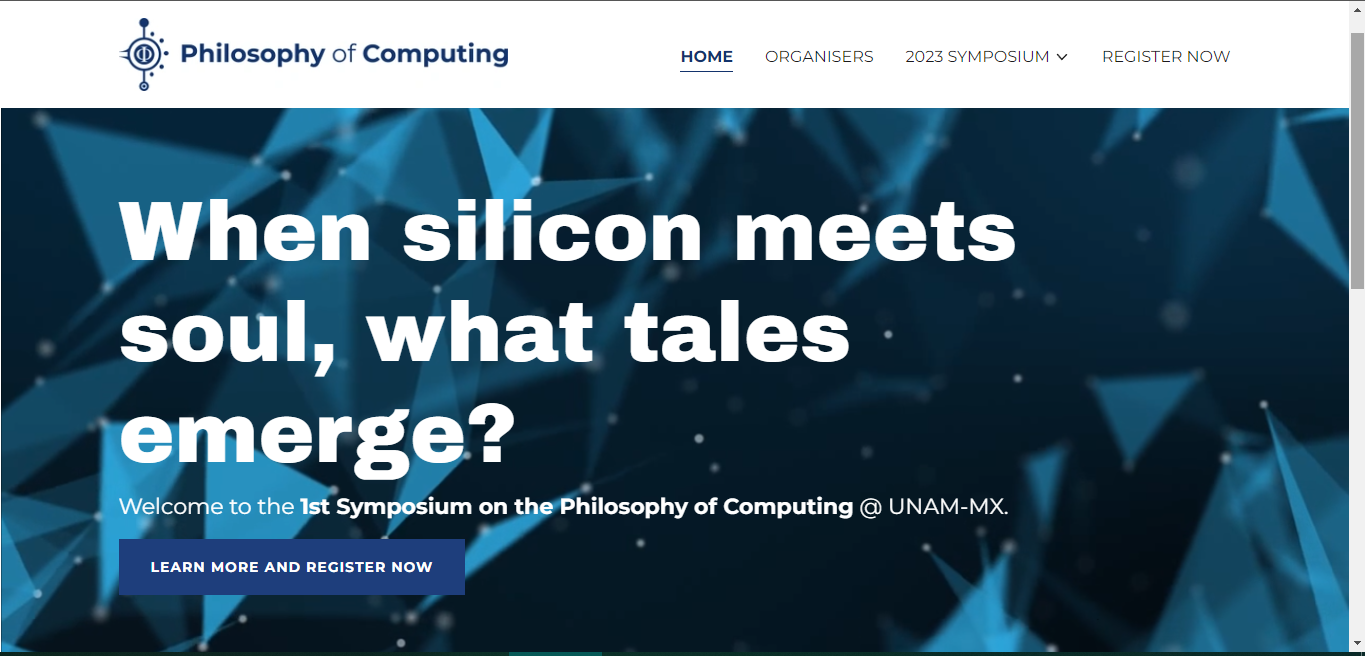 Philosophy of Computing
HOME ORGANISERS 2023 SYMPOSIUM REGISTER NOW
When silicon meets
soul, what tales
emerge?
Welcome to the 1st Symposium on the Philosophy of Computing @ UNAM-MX.
LEARN MORE AND REGISTER NOW